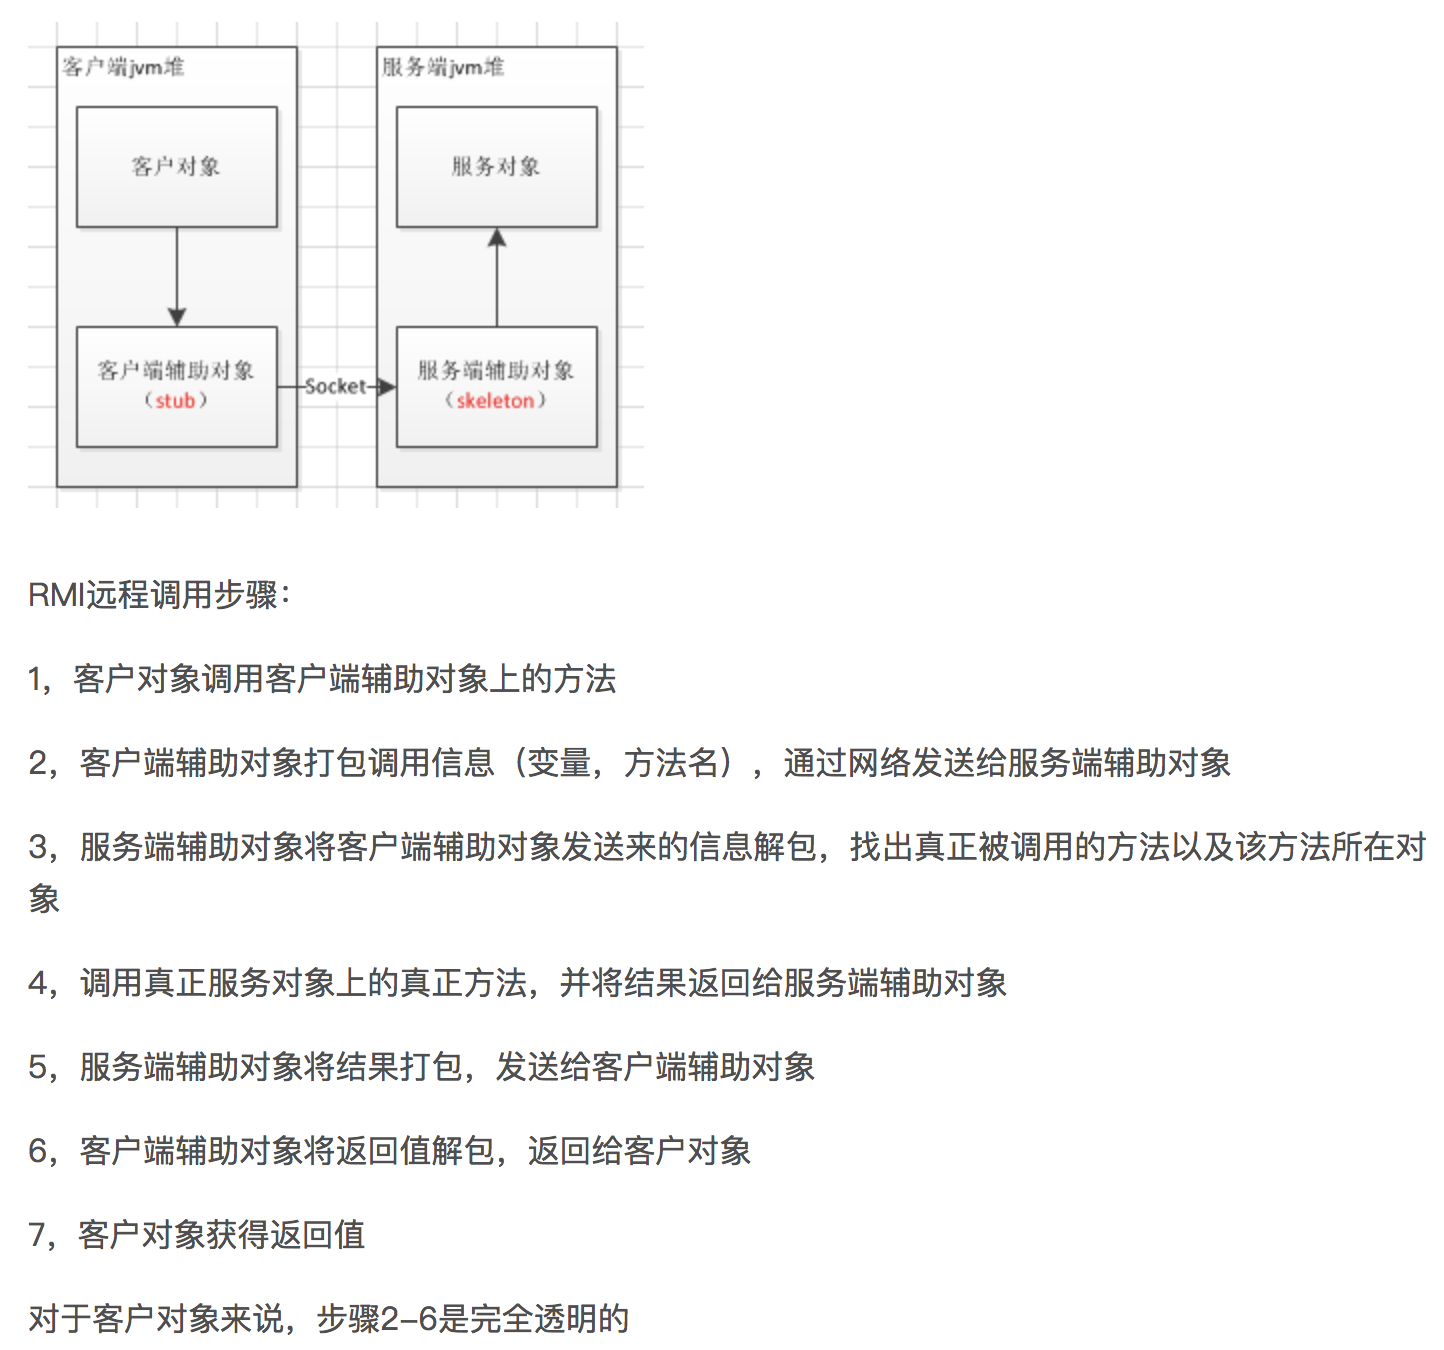 客户端jvm堆
服务端jvm堆
客户对象
服务对象
客户端辅助对象
（stub）
Socket
服务端辅助对象
（skeleton）
RMI远程调用步骤：
1，客户对象调用客户端辅助对象上的方法
2，客户端辅助对象打包调用信息（变量，方法名），通过网络发送给服务端辅助对象
3，服务端辅助对象将客户端辅助对象发送来的信息解包，找出真正被调用的方法以及该方法所在对
象
4，调用真正服务对象上的真正方法，并将结果返回给服务端辅助对象
5，服务端辅助对象将结果打包，发送给客户端辅助对象
6，客户端辅助对象将返回值解包，返回给客户对象
7，客户对象获得返回值
对于客户对象来说，步骤2-6是完全透明的